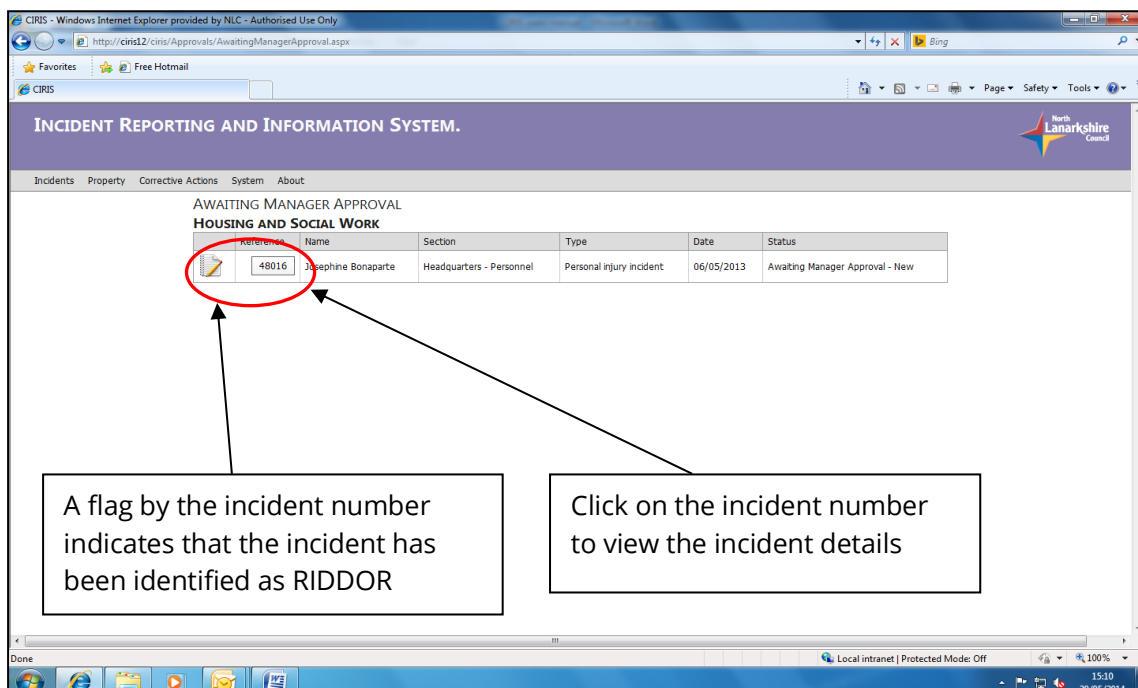 CIRIS - Windows Internet Explorer provided by NLC - Authorised Use Only
http://ciris12/ciris/Approvals/AwaitingManagerApproval.aspx
Bing
Favorites Free Hotmail
CIRIS
Page Safety Tools
INCIDENT REPORTING AND INFORMATION SYSTEM.
North
Lanarkshire
Council
Incidents Property Corrective Actions System About
AWAITING MANAGER APPROVAL
HOUSING AND SOCIAL WORK
Reference Name Section Type Date Status
48016 Josephine Bonaparte Headquarters - Personnel Personal injury incident 06/05/2013 Awaiting Manager Approval - New
A flag by the incident number
indicates that the incident has
been identified as RIDDOR
Click on the incident number
to view the incident details
Done
Local intranet | Protected Mode: Off
100%
15:10